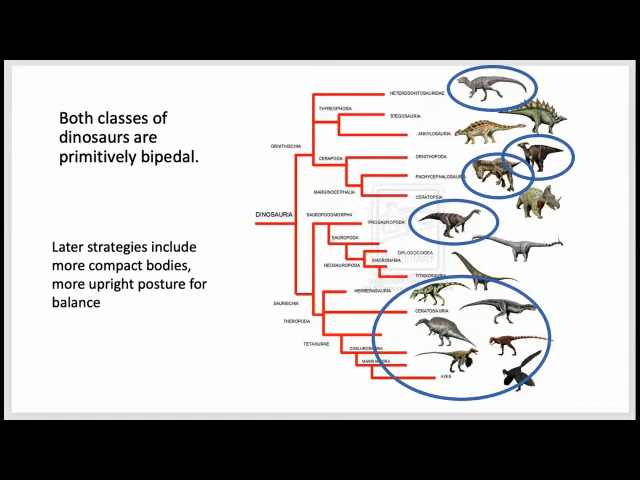 Both classes of
dinosaurs are
primitively bipedal.
Later strategies include
more compact bodies,
more upright posture for
balance
HETERODONTOSAURIDAE
THYREOPHORA
STEGOSAURIA
ANKYLOSAURIA
ORNITHISCHIA
ORNITHOPODA
CERAPODA
PACHYCEPHALOSAURIA
MARGINOCEPHALIA
CERATOPSIA
DINOSAURIA
SAUROPODOMORPHA
"PROSAUROPODA"
SAUROPODA
DIPLODOCOIDEA
MACRONARIA
NEOSAUROPODA
TITANOSAURIA
HERRERASAURIA
SAURISCHIA
CERATOSAURIA
THEROPODA
TETANURAE
COELUROSAURIA
MANIRAPTORA
AVES